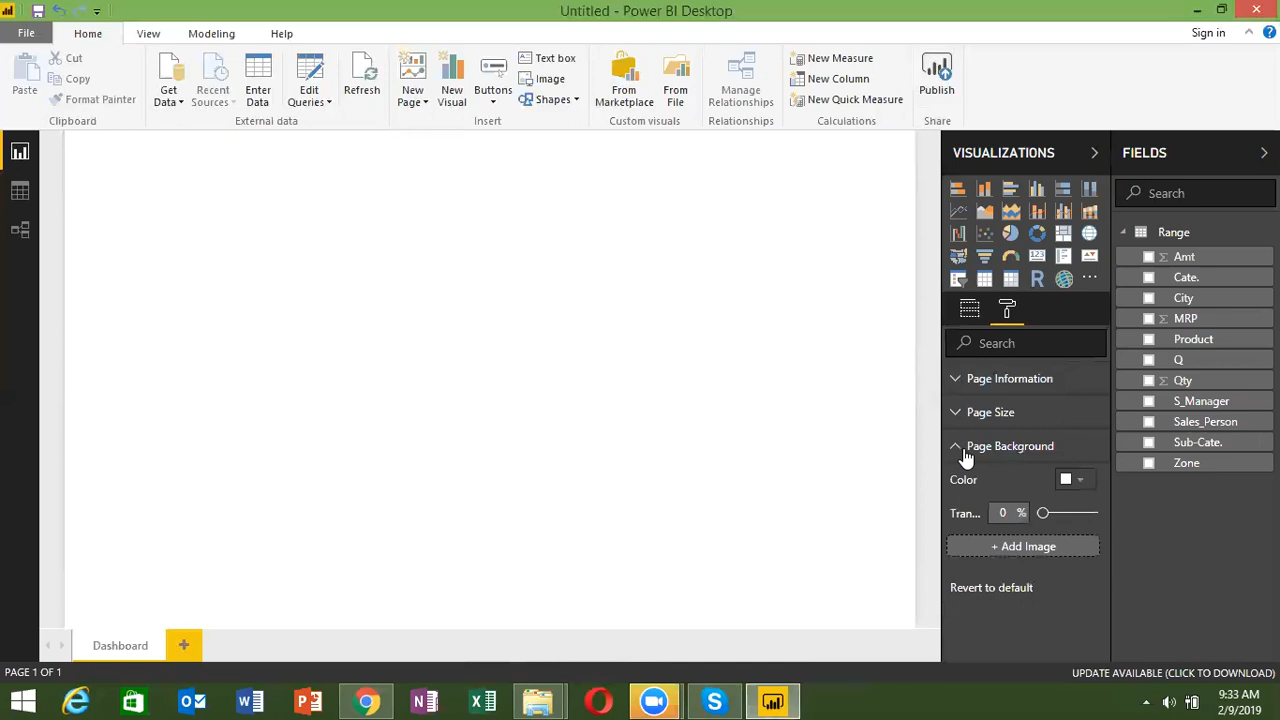 Untitled - Power BI Desktop
File
Home
View
Modeling
Help
Sign in
Paste
Cut
Copy
Format Painter
Clipboard
Get Data
Recent Sources
Enter Data
Edit Queries
Refresh
External data
New Page
New Visual
Buttons
Text box
Image
Shapes
Insert
From Marketplace
From File
Custom visuals
Manage Relationships
Relationships
New Measure
New Column
New Quick Measure
Calculations
Publish
Share
VISUALIZATIONS
FIELDS
Search
123
R
Search
Page Information
Page Size
Page Background
Color
Tran... 0 %
+ Add Image
Revert to default
Range
Amt
Cate.
City
MRP
Product
Q
Qty
S_Manager
Sales_Person
Sub-Cate.
Zone
Dashboard
PAGE 1 OF 1
UPDATE AVAILABLE (CLICK TO DOWNLOAD)
9:33 AM
2/9/2019